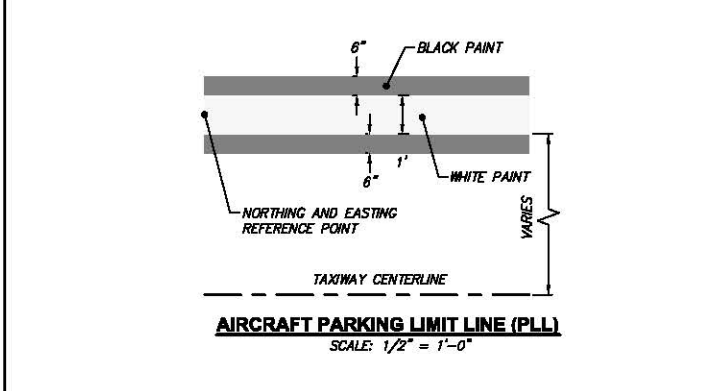 6"
BLACK PAINT
1'
6"
WHITE PAINT
NORTHING AND EASTING
REFERENCE POINT
VARIES
TAXIWAY CENTERLINE
AIRCRAFT PARKING LIMIT LINE (PLL)
SCALE: 1/2" = 1'-0"